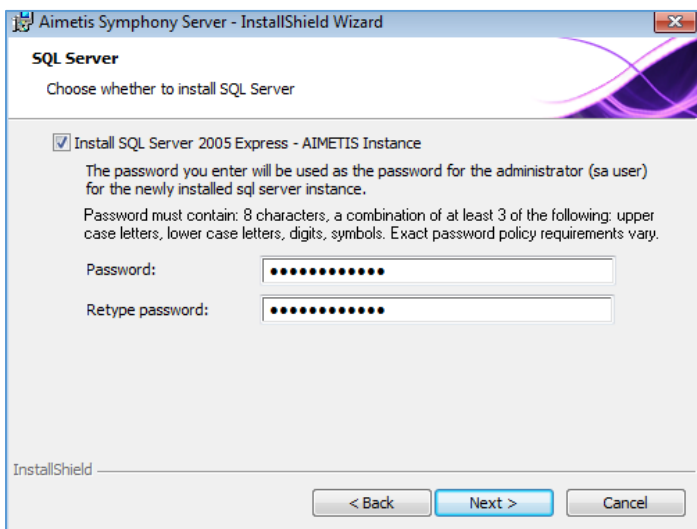 Aimetis Symphony Server - InstallShield Wizard
SQL Server
Choose whether to install SQL Server
Install SQL Server 2005 Express - AIMETIS Instance
The password you enter will be used as the password for the administrator (sa user)
for the newly installed sql server instance.
Password must contain: 8 characters, a combination of at least 3 of the following: upper
case letters, lower case letters, digits, symbols. Exact password policy requirements vary.
Password: ●●●●●●●●●●●●
Retype password: ●●●●●●●●●●●●
InstallShield
< Back Next > Cancel